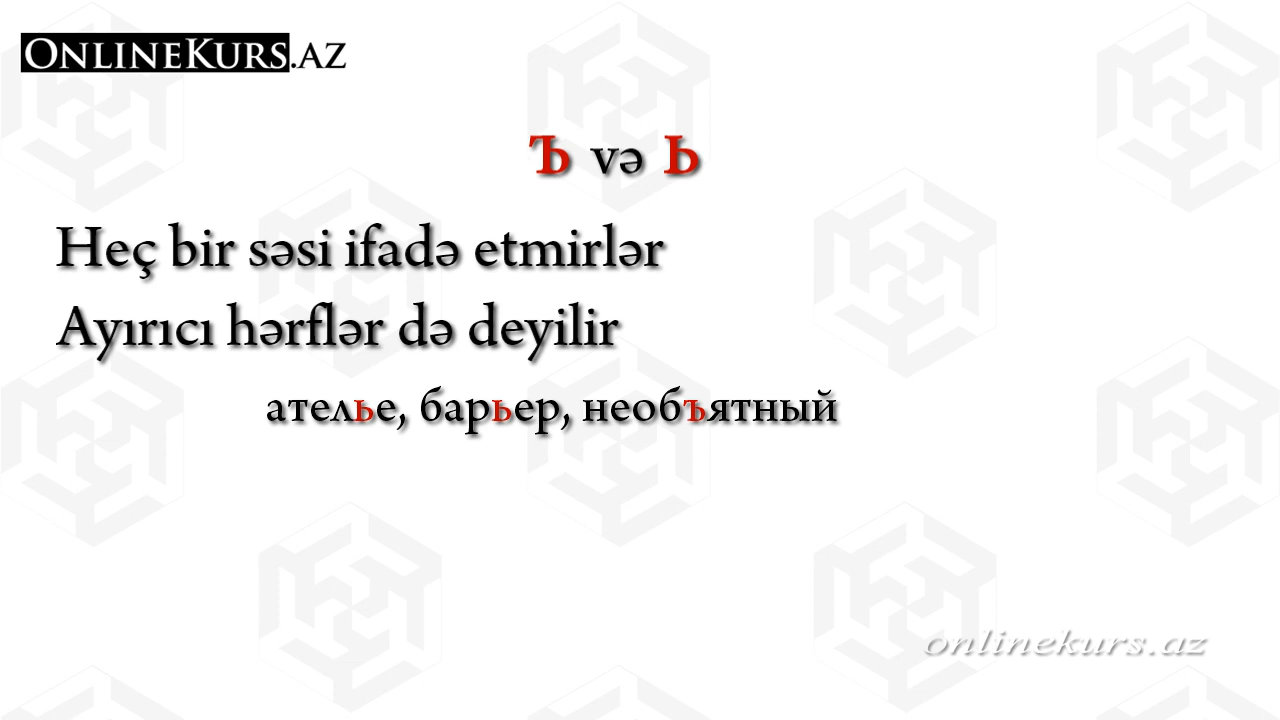 OnlineKurs.az
Ъ və Ь
Heç bir səsi ifadə etmirlər
Ayırıcı hərflər də deyilir
ателье, барьер, необъятный
onlinekurs.az